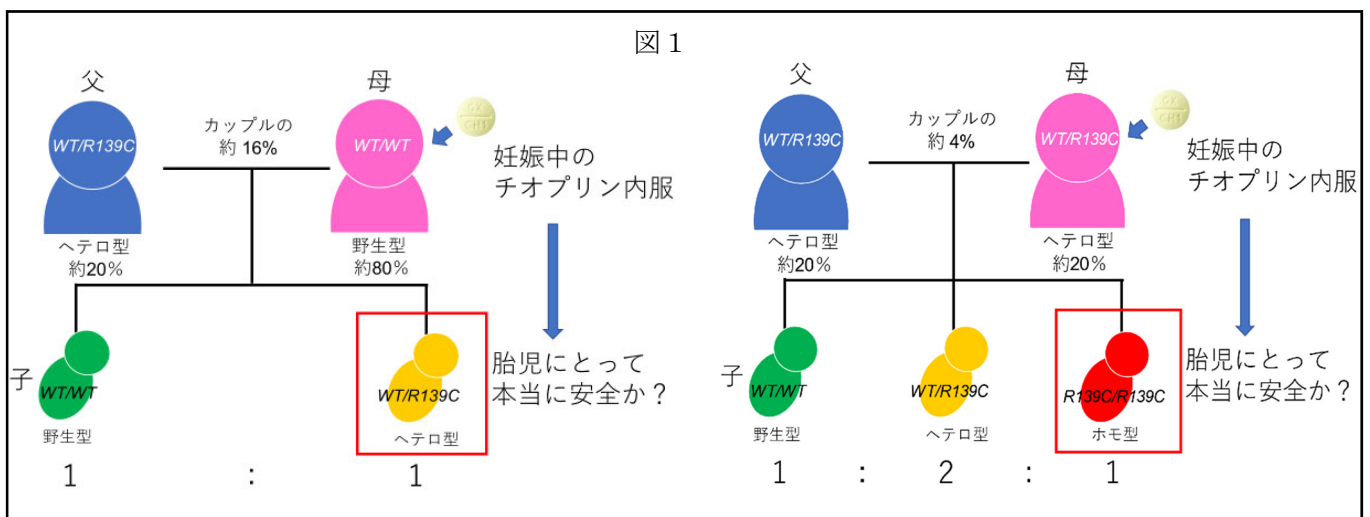 図1
父
母
WT/R139C
カップルの
約 16%
WT/WT
GX
CH1
妊娠中の
チオプリン内服
ヘテロ型
約20%
野生型
約80%
子
WT/WT
野生型
WT/R139C
ヘテロ型
胎児にとって
本当に安全か？
1 : 1
父
母
WT/R139C
カップルの
約 4%
WT/R139C
GX
CH1
妊娠中の
チオプリン内服
ヘテロ型
約20%
ヘテロ型
約20%
子
WT/WT
野生型
WT/R139C
ヘテロ型
R139C/R139C
ホモ型
胎児にとって
本当に安全か？
1 : 2 : 1